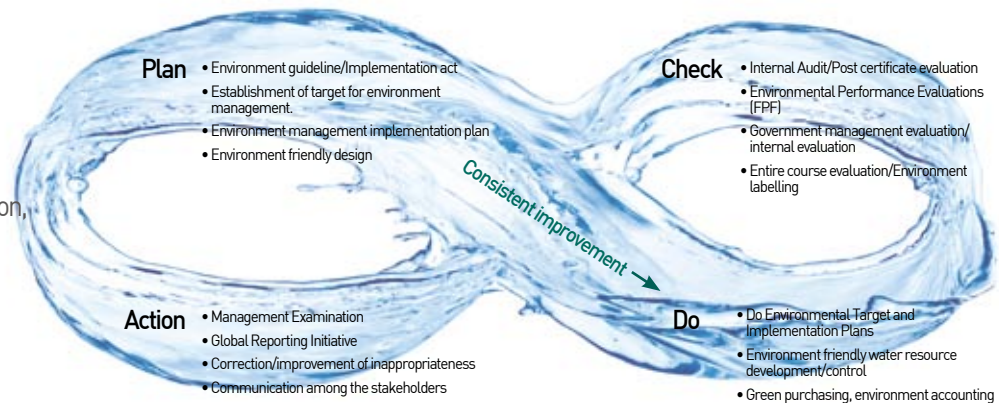 Plan
• Environment guideline/Implementation act
• Establishment of target for environment
management.
• Environment management implementation plan
• Environment friendly design
Check
• Internal Audit/Post certificate evaluation
• Environmental Performance Evaluations
(FPF)
• Government management evaluation/
internal evaluation
• Entire course evaluation/Environment
labelling
on,
Consistent improvement
Action
• Management Examination
• Global Reporting Initiative
• Correction/improvement of inappropriateness
• Communication among the stakeholders
Do
• Do Environmental Target and
Implementation Plans
• Environment friendly water resource
development/control
• Green purchasing, environment accounting